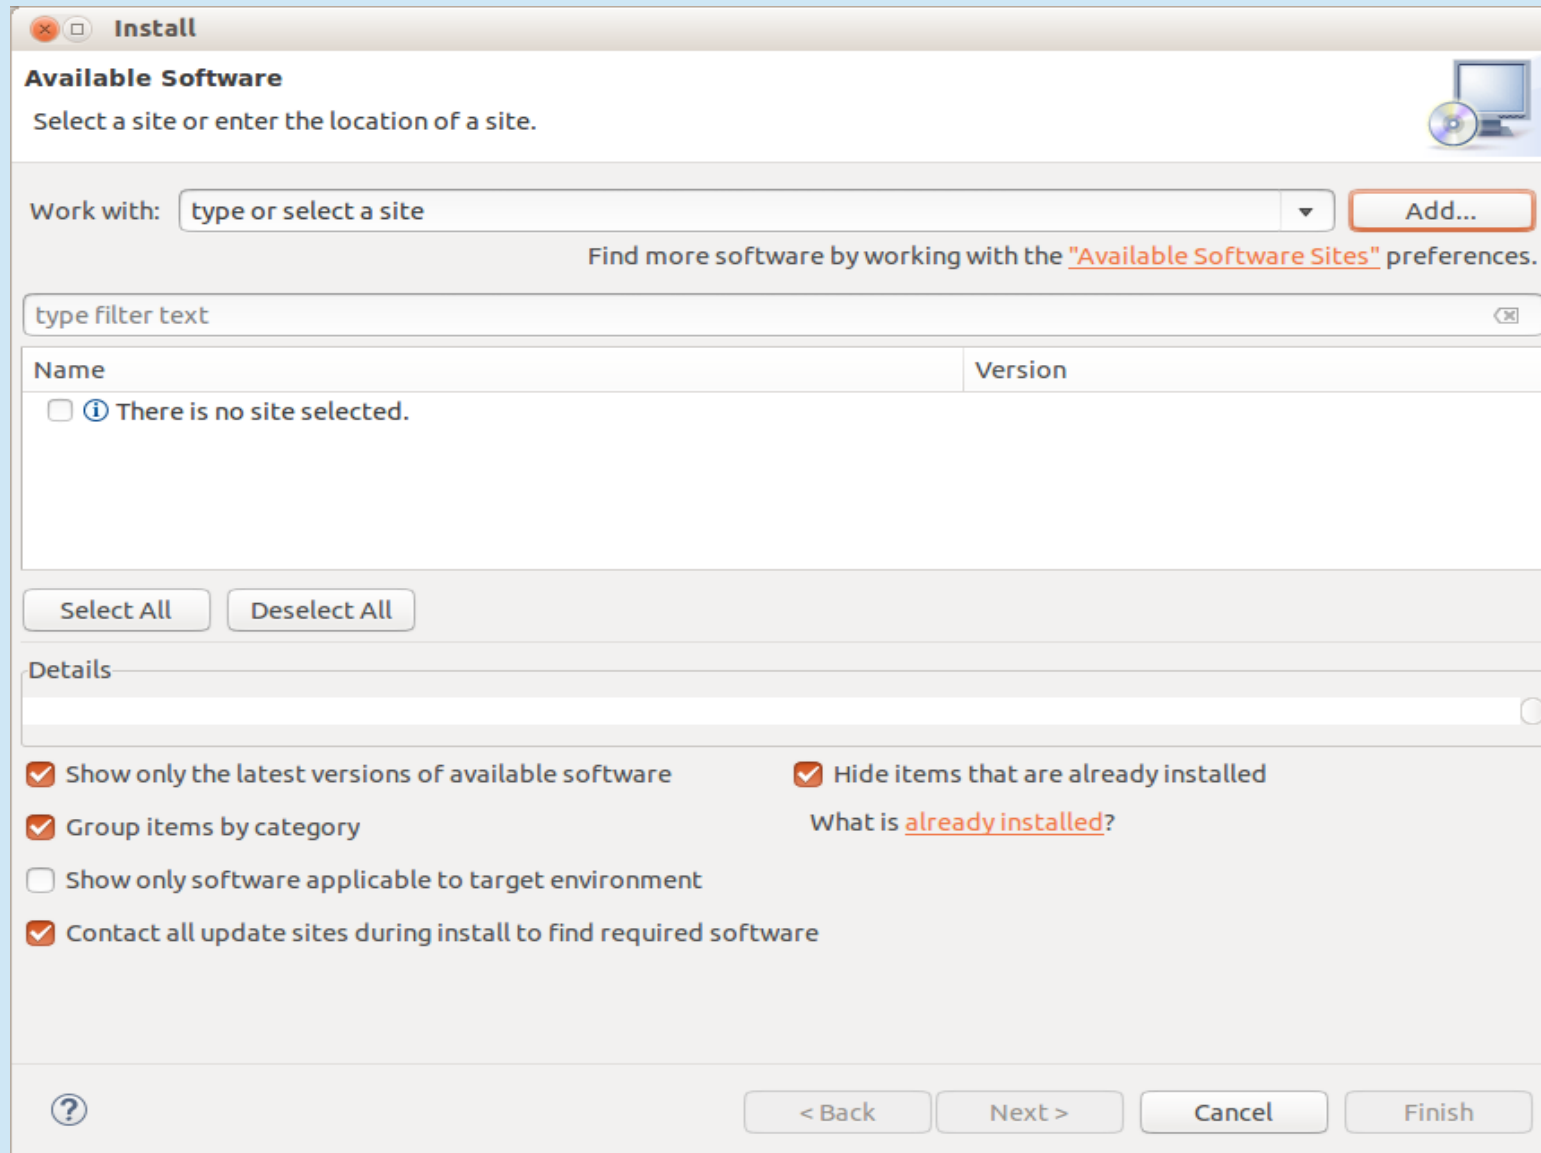 Install
Available Software
Select a site or enter the location of a site.
Work with: type or select a site Add...
Find more software by working with the "Available Software Sites" preferences.
type filter text
Name Version
There is no site selected.
Select All Deselect All
Details
Show only the latest versions of available software Hide items that are already installed
Group items by category What is already installed?
Show only software applicable to target environment
Contact all update sites during install to find required software
? < Back Next > Cancel Finish